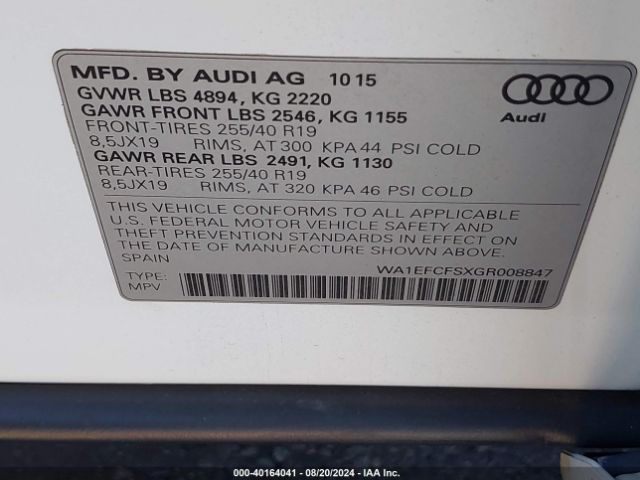 MFD. BY AUDI AG 10 15
GVWR LBS 4894, KG 2220
GAWR FRONT LBS 2546, KG 1155
FRONT-TIRES 255/40 R19
8,5JX19 RIMS, AT 300 KPA 44 PSI COLD
GAWR REAR LBS 2491, KG 1130
REAR-TIRES 255/40 R19
8,5JX19 RIMS, AT 320 KPA 46 PSI COLD
Audi
THIS VEHICLE CONFORMS TO ALL APPLICABLE
U.S. FEDERAL MOTOR VEHICLE SAFETY AND
THEFT PREVENTION STANDARDS IN EFFECT ON
THE DATE OF MANUFACTURE SHOWN ABOVE.
SPAIN
WA1EFCFSXGR008847
TYPE:
MPV
000-40164041 - 08/20/2024 - IAA Inc.